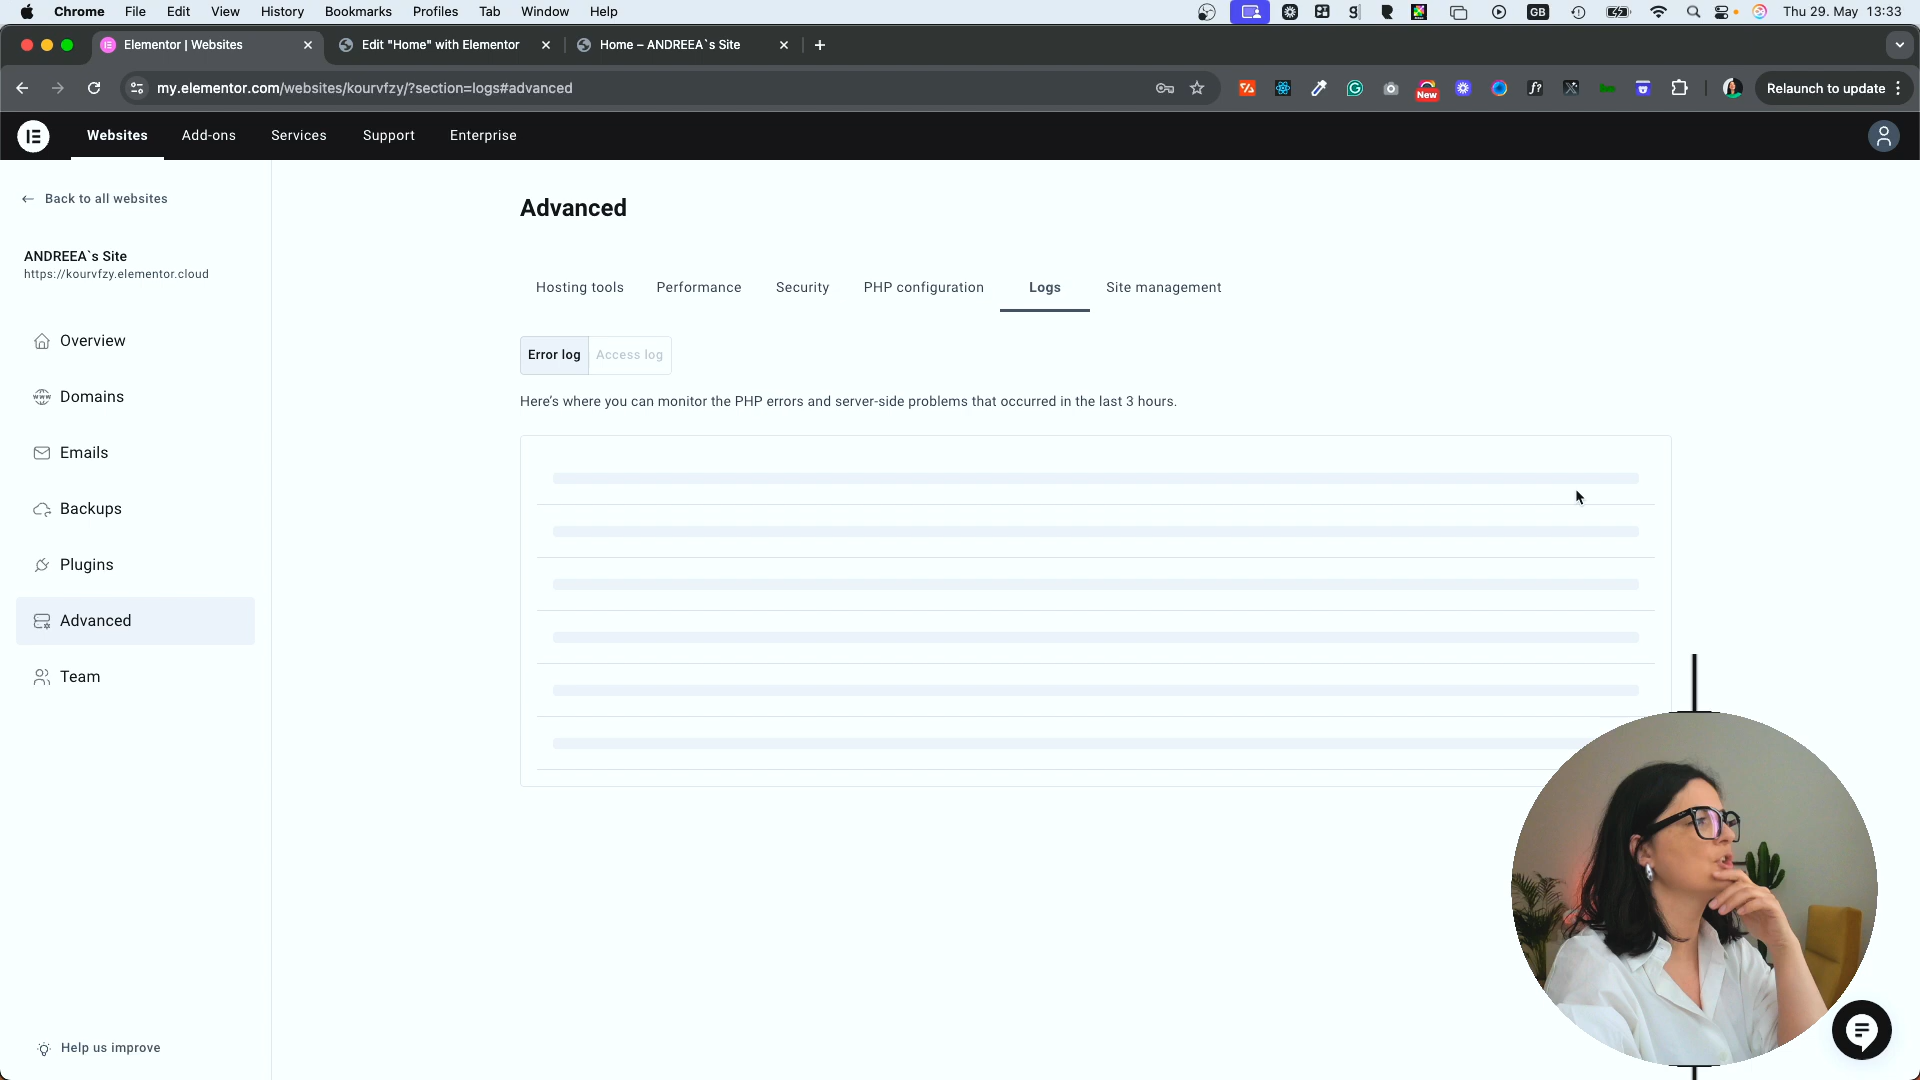 Chrome File Edit View History Bookmarks Profiles Tab Window Help GB Thu 29. May 13:33
Elementor | Websites Edit "Home" with Elementor Home – ANDREEA`s Site
my.elementor.com/websites/kourvfzy/?section=logs#advanced New f? Relaunch to update
Websites Add-ons Services Support Enterprise
Back to all websites
ANDREEA`s Site
https://kourvfzy.elementor.cloud
Overview
Domains
Emails
Backups
Plugins
Advanced
Team
Help us improve
Advanced
Hosting tools Performance Security PHP configuration Logs Site management
Error log Access log
Here's where you can monitor the PHP errors and server-side problems that occurred in the last 3 hours.